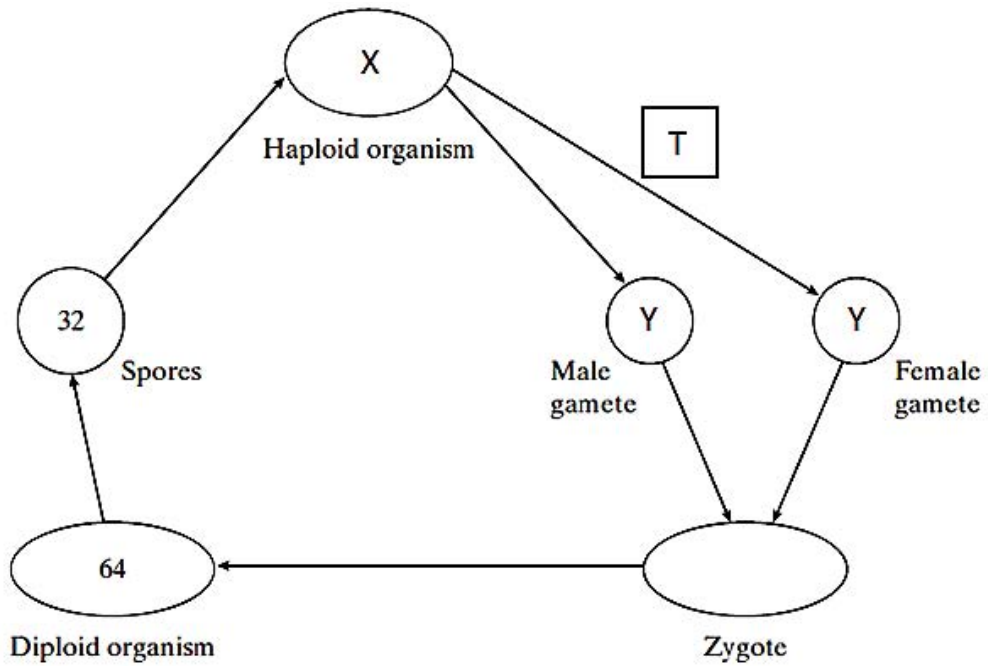 X
Haploid organism
T
32
Spores
Y
Male
gamete
Y
Female
gamete
64
Diploid organism
Zygote